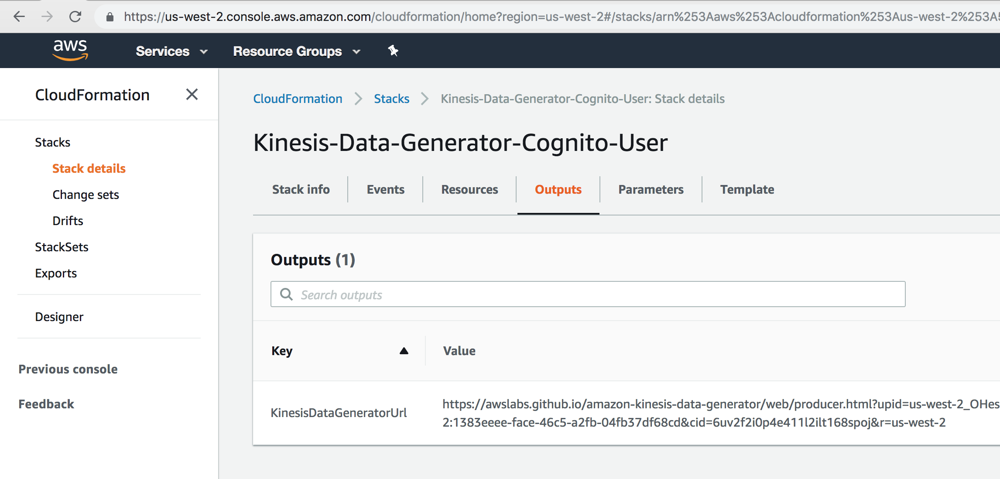 https://us-west-2.console.aws.amazon.com/cloudformation/home?region=us-west-2#/stacks/arn%253Aaws%253Acloudformation%253Aus-west-2%253A5
aws
Services
Resource Groups
CloudFormation
CloudFormation
Stacks
Kinesis-Data-Generator-Cognito-User: Stack details
Kinesis-Data-Generator-Cognito-User
Stacks
Stack details
Change sets
Drifts
StackSets
Exports
Designer
Previous console
Feedback
Stack info
Events
Resources
Outputs
Parameters
Template
Outputs (1)
Search outputs
Key
Value
KinesisDataGeneratorUrl
https://awslabs.github.io/amazon-kinesis-data-generator/web/producer.html?upid=us-west-2_OHes
2:1383eeee-face-46c5-a2fb-04fb37df68cd&cid=6uv2f2i0p4e411l2ilt168spoj&r=us-west-2